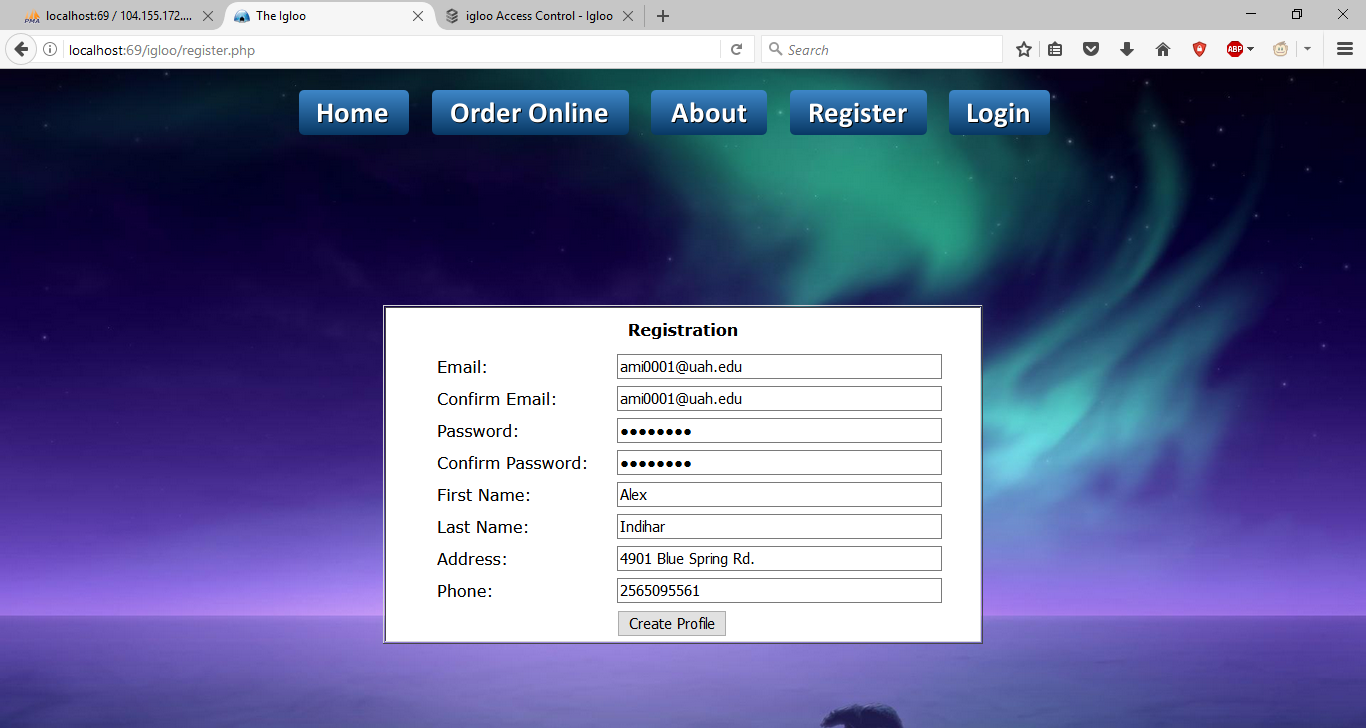 PMA localhost:69 / 104.155.172.... The Igloo igloo Access Control - Igloo
localhost:69/igloo/register.php Search ABP
Home Order Online About Register Login
Registration
Email: ami0001@uah.edu
Confirm Email: ami0001@uah.edu
Password: ●●●●●●●●
Confirm Password: ●●●●●●●●
First Name: Alex
Last Name: Indihar
Address: 4901 Blue Spring Rd.
Phone: 2565095561
Create Profile